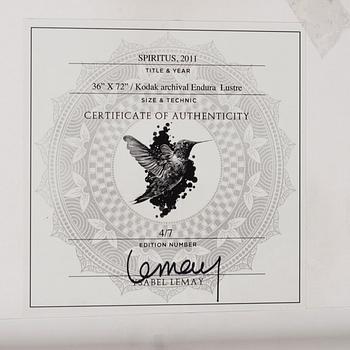 SPIRITUS, 2011
TITLE & YEAR
36" X 72" / Kodak archival Endura Lustre
SIZE & TECHNIC
CERTIFICATE OF AUTHENTICITY
4/7
EDITION NUMBER
Lemay
YSABEL LEMAY